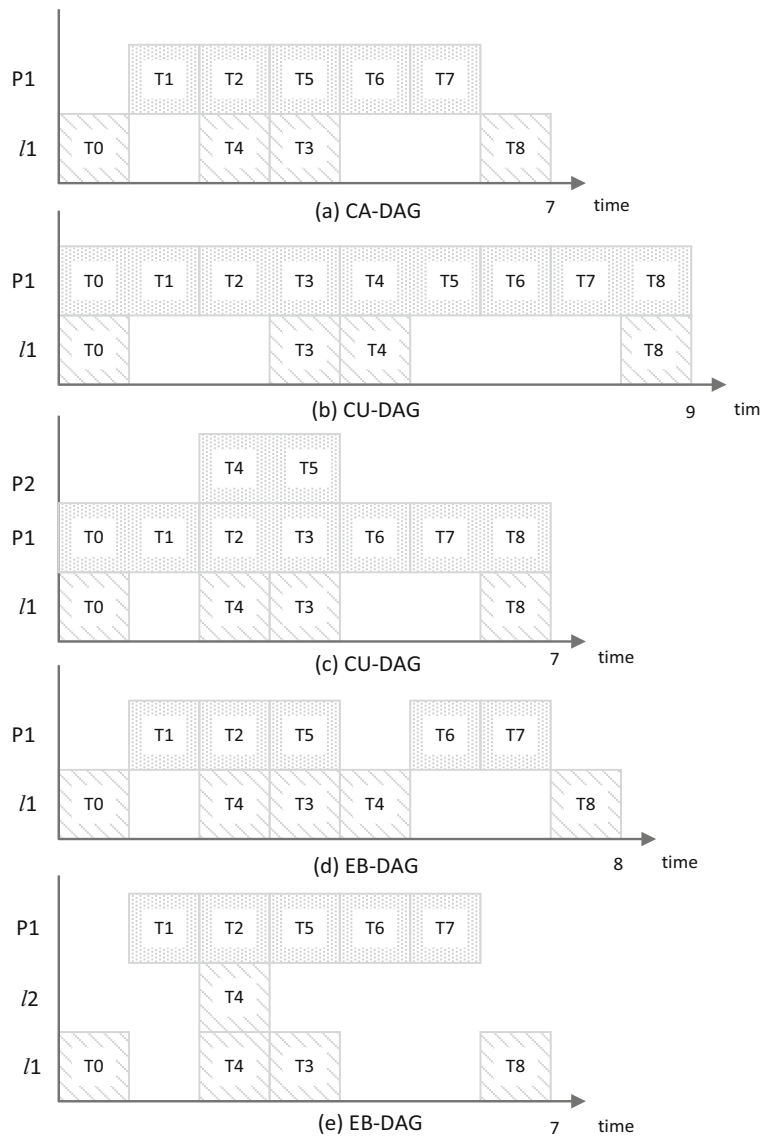 P1 T1 T2 T5 T6 T7
l1 T0 T4 T3 T8
7 time
(a) CA-DAG
P1 T0 T1 T2 T3 T4 T5 T6 T7 T8
l1 T0 T3 T4 T8
9 tim
(b) CU-DAG
P2 T4 T5
P1 T0 T1 T2 T3 T6 T7 T8
l1 T0 T4 T3 T8
7 time
(c) CU-DAG
P1 T1 T2 T5 T6 T7
l1 T0 T4 T3 T4 T8
8 time
(d) EB-DAG
P1 T1 T2 T5 T6 T7
l2 T4
l1 T0 T4 T3 T8
7 time
(e) EB-DAG